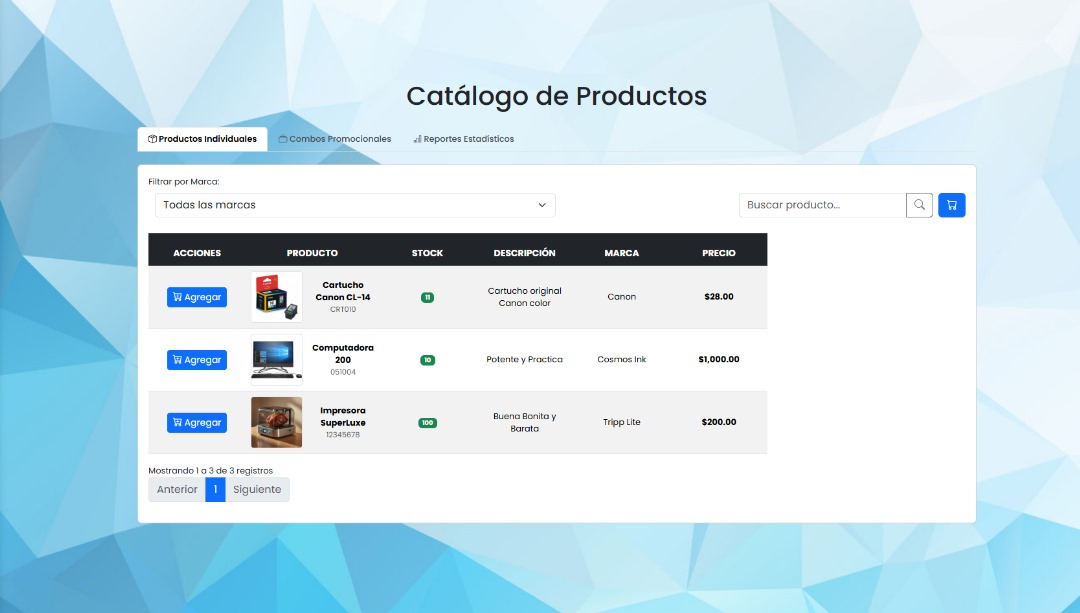 Catálogo de Productos
Productos Individuales
Combos Promocionales
Reportes Estadísticos
Filtrar por Marca:
Todas las marcas
Buscar producto...
ACCIONES PRODUCTO STOCK DESCRIPCIÓN MARCA PRECIO
Agregar
Cartucho
Canon CL-14
CRT010
11
Cartucho original
Canon color
Canon
$28.00
Agregar
Computadora
200
051004
10
Potente y Practica
Cosmos Ink
$1,000.00
Agregar
Impresora
SuperLuxe
12345678
100
Buena Bonita y
Barata
Tripp Lite
$200.00
Mostrando 1 a 3 de 3 registros
Anterior 1 Siguiente